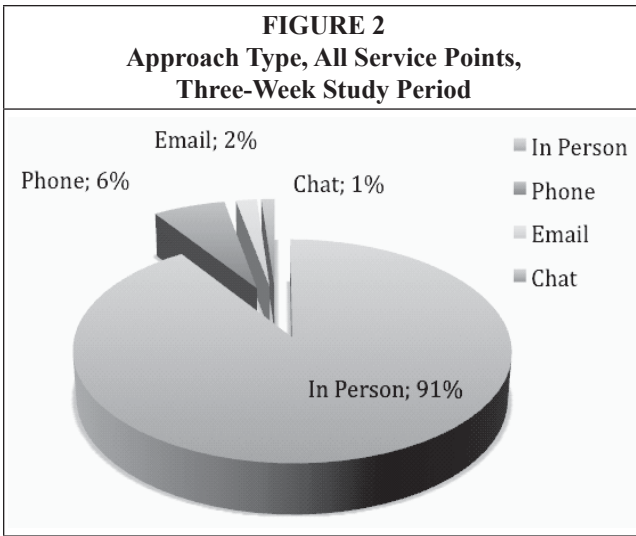 FIGURE 2
Approach Type, All Service Points,
Three-Week Study Period
Email; 2%
Phone; 6%
Chat; 1%
In Person; 91%
In Person
Phone
Email
Chat